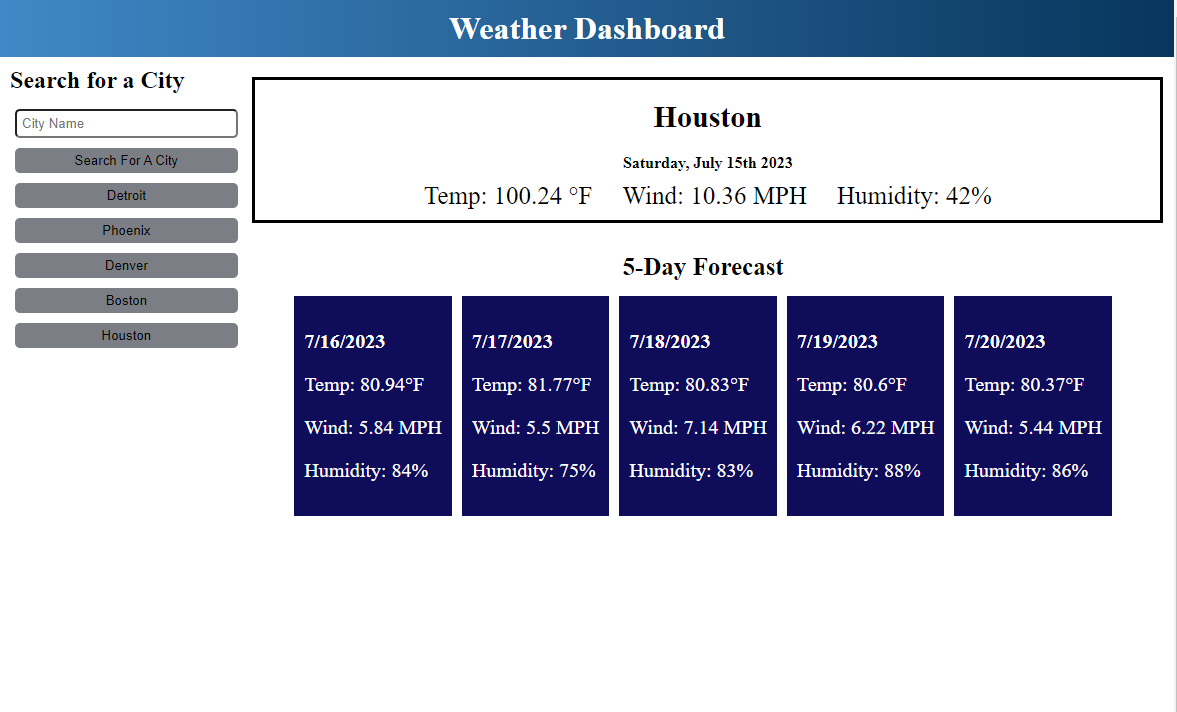 Weather Dashboard
Search for a City
City Name
Search For A City
Detroit
Phoenix
Denver
Boston
Houston
Houston
Saturday, July 15th 2023
Temp: 100.24 °F Wind: 10.36 MPH Humidity: 42%
5-Day Forecast
7/16/2023
Temp: 80.94°F
Wind: 5.84 MPH
Humidity: 84%
7/17/2023
Temp: 81.77°F
Wind: 5.5 MPH
Humidity: 75%
7/18/2023
Temp: 80.83°F
Wind: 7.14 MPH
Humidity: 83%
7/19/2023
Temp: 80.6°F
Wind: 6.22 MPH
Humidity: 88%
7/20/2023
Temp: 80.37°F
Wind: 5.44 MPH
Humidity: 86%